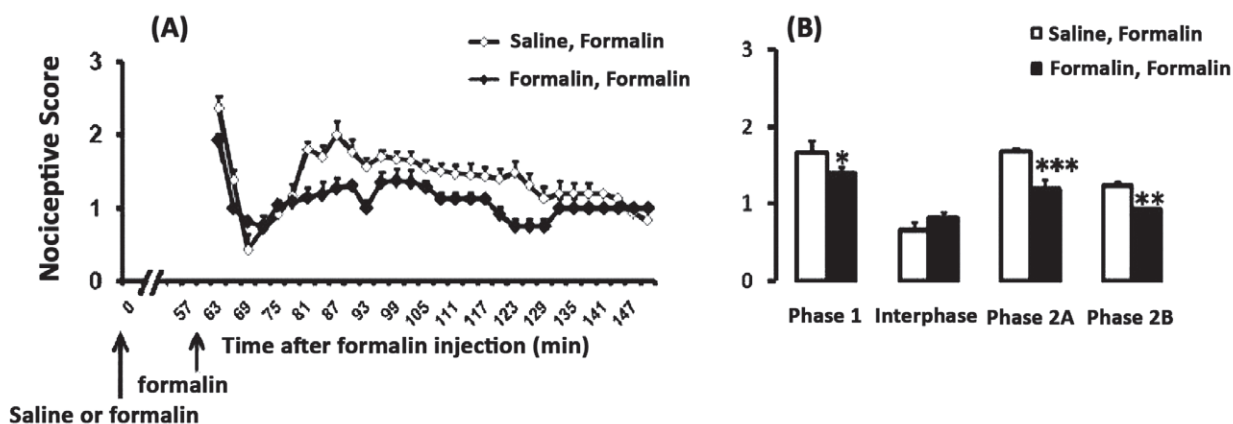 (A)
Saline, Formalin
Formalin, Formalin
Nociceptive Score
3
2
1
0
0 57 63 69 75 81 87 93 99 105 111 117 123 129 135 141 147
Time after formalin injection (min)
formalin
Saline or formalin
(B)
Saline, Formalin
Formalin, Formalin
3
2
1
0
*
***
**
Phase 1 Interphase Phase 2A Phase 2B